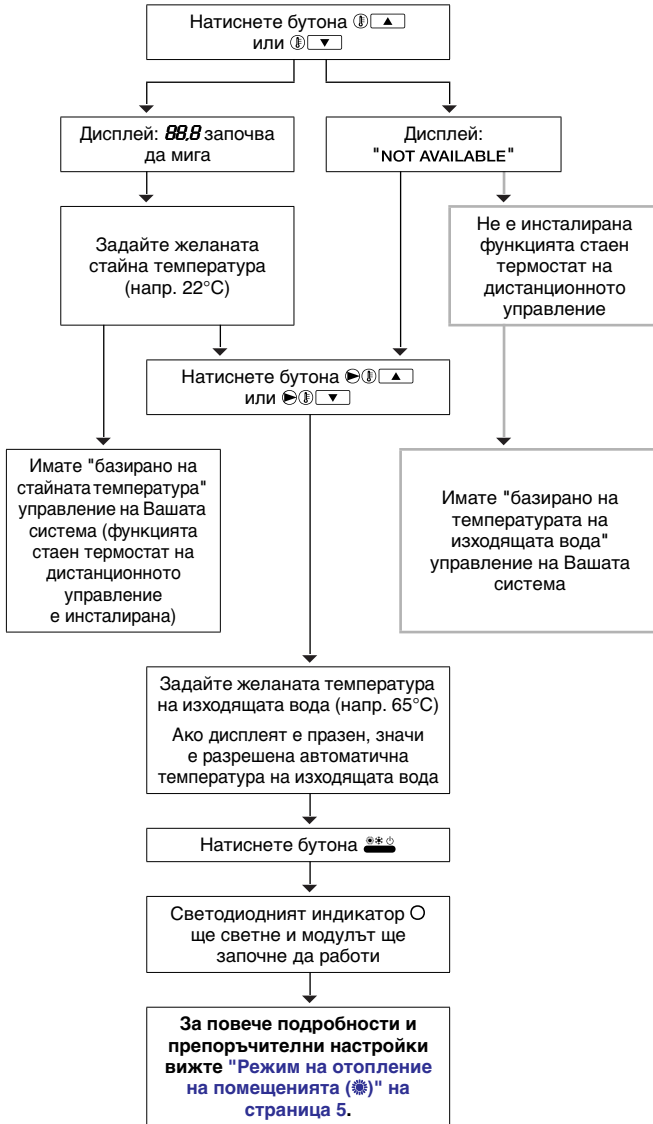 Натиснете бутона ▲
или ▼
Дисплей: 88.8 започва
да мига
Дисплей:
"NOT AVAILABLE"
Задайте желаната
стайна температура
(напр. 22°C)
Не е инсталирана
функцията стаен
термостат на
дистанционното
управление
Натиснете бутона ▲
или ▼
Имате "базирано на
стайната температура"
управление на Вашата
система (функцията
стаен термостат на
дистанционното
управление
е инсталирана)
Имате "базирано на
температурата на
изходящата вода"
управление на Вашата
система
Задайте желаната температура
на изходящата вода (напр. 65°C)
Ако дисплеят е празен, значи
е разрешена автоматична
температура на изходящата вода
Натиснете бутона
Светодиодният индикатор
ще светне и модулът ще
започне да работи
За повече подробности и
препоръчителни настройки
вижте "Режим на отопление
на помещенията (☀)" на
страница 5.